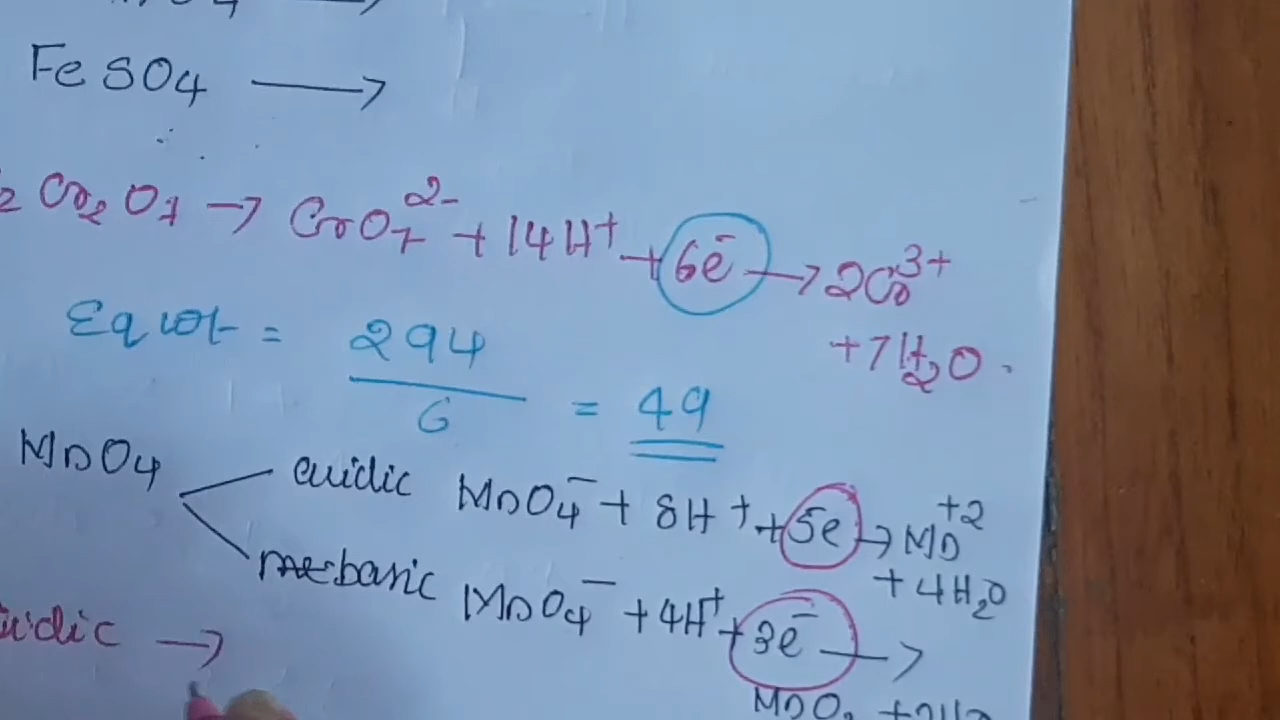 FeSO4 →
2 Cr2O7 → CrO7 2- + 14H+ + 6e- → 2Cr3+
+7H2O.
Eq wt = 294
6
= 49
MnO4
acidic MnO4- + 8H+ + 5e → Mn+2
+ 4H2O
basic MnO4- + 4H+ + 3e- →
acidic →
MnO2